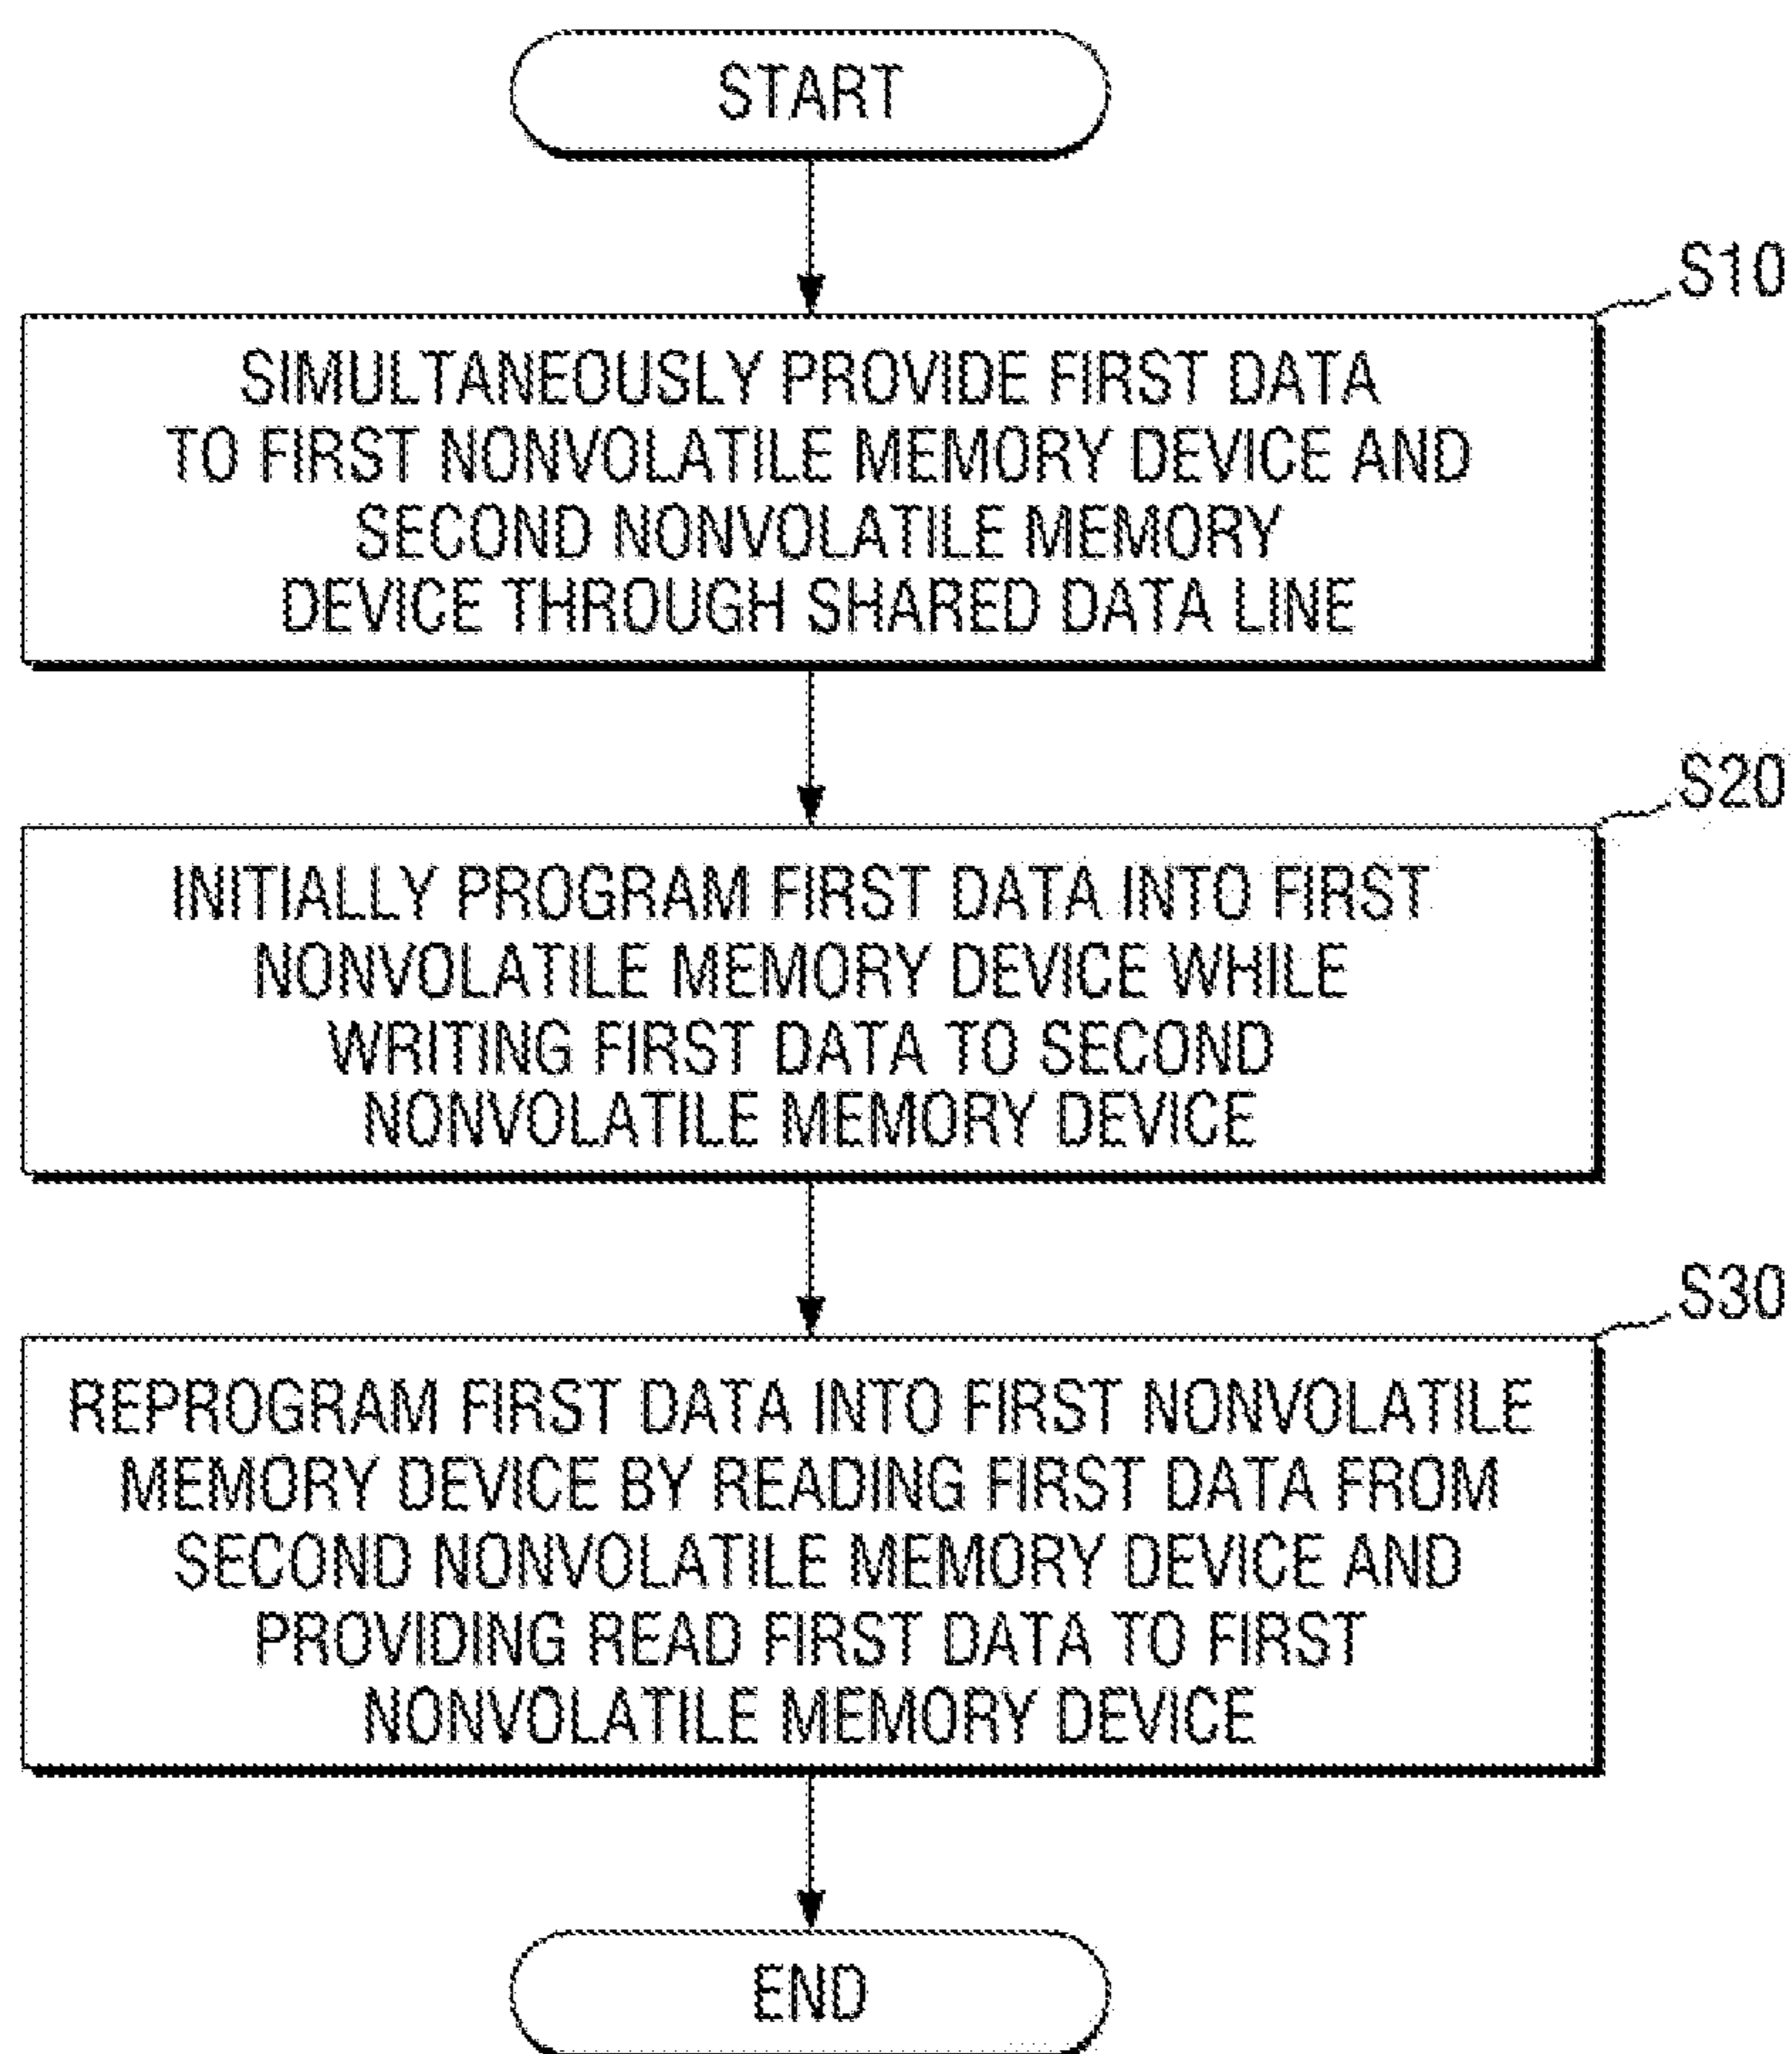 START
S10
SIMULTANEOUSLY PROVIDE FIRST DATA
TO FIRST NONVOLATILE MEMORY DEVICE AND
SECOND NONVOLATILE MEMORY
DEVICE THROUGH SHARED DATA LINE
S20
INITIALLY PROGRAM FIRST DATA INTO FIRST
NONVOLATILE MEMORY DEVICE WHILE
WRITING FIRST DATA TO SECOND
NONVOLATILE MEMORY DEVICE
S30
REPROGRAM FIRST DATA INTO FIRST NONVOLATILE
MEMORY DEVICE BY READING FIRST DATA FROM
SECOND NONVOLATILE MEMORY DEVICE AND
PROVIDING READ FIRST DATA TO FIRST
NONVOLATILE MEMORY DEVICE
END